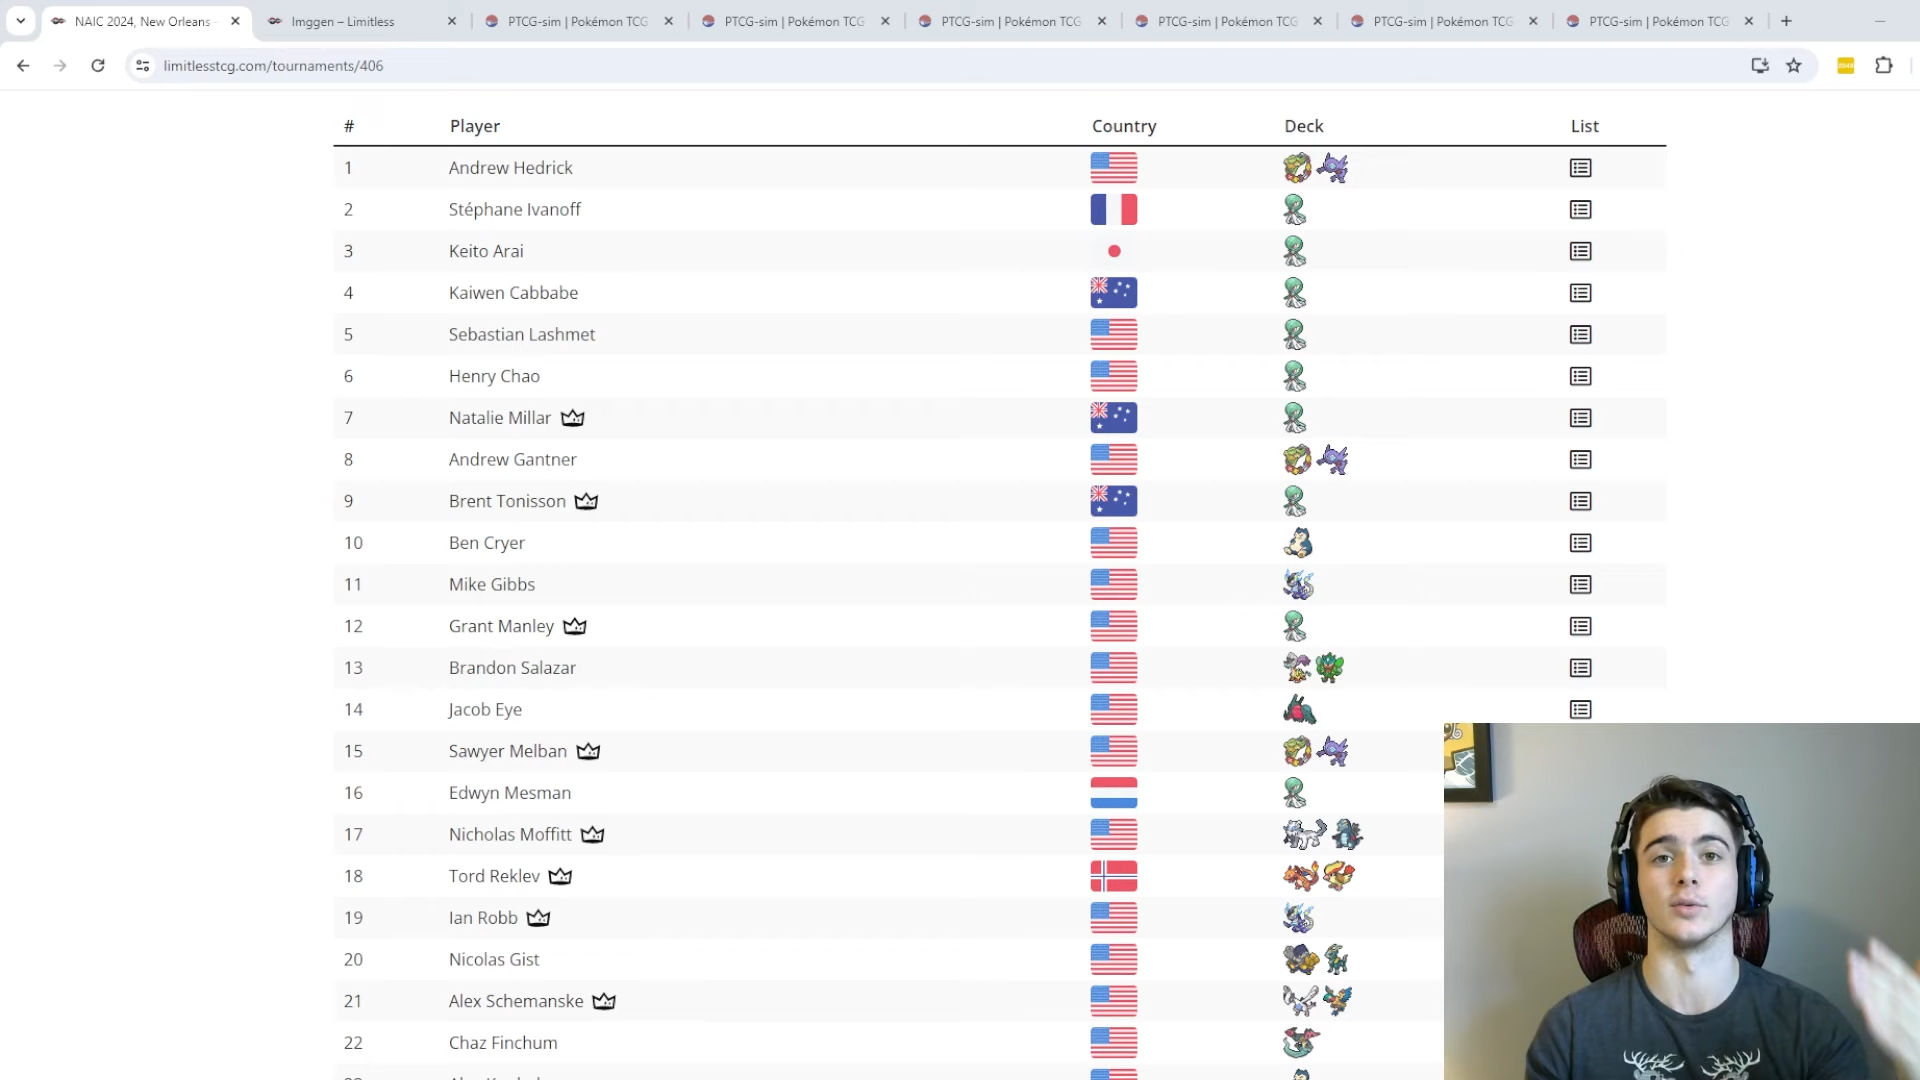 NAIC 2024, New Orleans
Imggen – Limitless
PTCG-sim | Pokémon TCG
PTCG-sim | Pokémon TCG
PTCG-sim | Pokémon TCG
PTCG-sim | Pokémon TCG
PTCG-sim | Pokémon TCG
PTCG-sim | Pokémon TCG
limitlesstcg.com/tournaments/406
# Player Country Deck List
1 Andrew Hedrick
2 Stéphane Ivanoff
3 Keito Arai
4 Kaiwen Cabbabe
5 Sebastian Lashmet
6 Henry Chao
7 Natalie Millar
8 Andrew Gantner
9 Brent Tonisson
10 Ben Cryer
11 Mike Gibbs
12 Grant Manley
13 Brandon Salazar
14 Jacob Eye
15 Sawyer Melban
16 Edwyn Mesman
17 Nicholas Moffitt
18 Tord Reklev
19 Ian Robb
20 Nicolas Gist
21 Alex Schemanske
22 Chaz Finchum